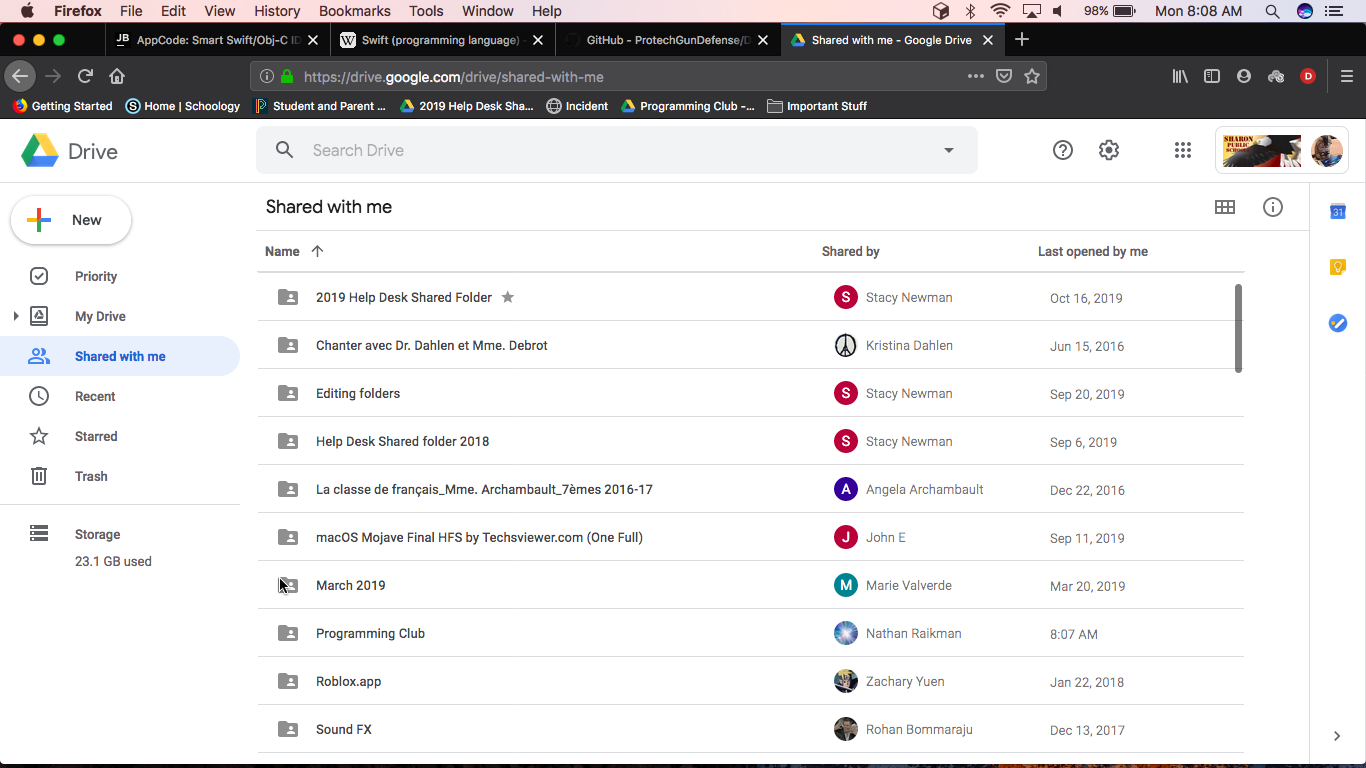 Firefox File Edit View History Bookmarks Tools Window Help 98% Mon 8:08 AM
JB AppCode: Smart Swift/Obj-C ID W Swift (programming language) - GitHub - ProtechGunDefense/D Shared with me - Google Drive
https://drive.google.com/drive/shared-with-me D
Getting Started S Home | Schoology P Student and Parent ... 2019 Help Desk Sha... Incident Programming Club -... Important Stuff
Drive Search Drive SHARON PUBLIC
New Shared with me 31
Name Shared by Last opened by me
Priority
My Drive
Shared with me
Recent
Starred
Trash
Storage
23.1 GB used
2019 Help Desk Shared Folder S Stacy Newman Oct 16, 2019
Chanter avec Dr. Dahlen et Mme. Debrot Kristina Dahlen Jun 15, 2016
Editing folders S Stacy Newman Sep 20, 2019
Help Desk Shared folder 2018 S Stacy Newman Sep 6, 2019
La classe de français_Mme. Archambault_7èmes 2016-17 A Angela Archambault Dec 22, 2016
macOS Mojave Final HFS by Techsviewer.com (One Full) J John E Sep 11, 2019
March 2019 M Marie Valverde Mar 20, 2019
Programming Club Nathan Raikman 8:07 AM
Roblox.app Zachary Yuen Jan 22, 2018
Sound FX Rohan Bommaraju Dec 13, 2017